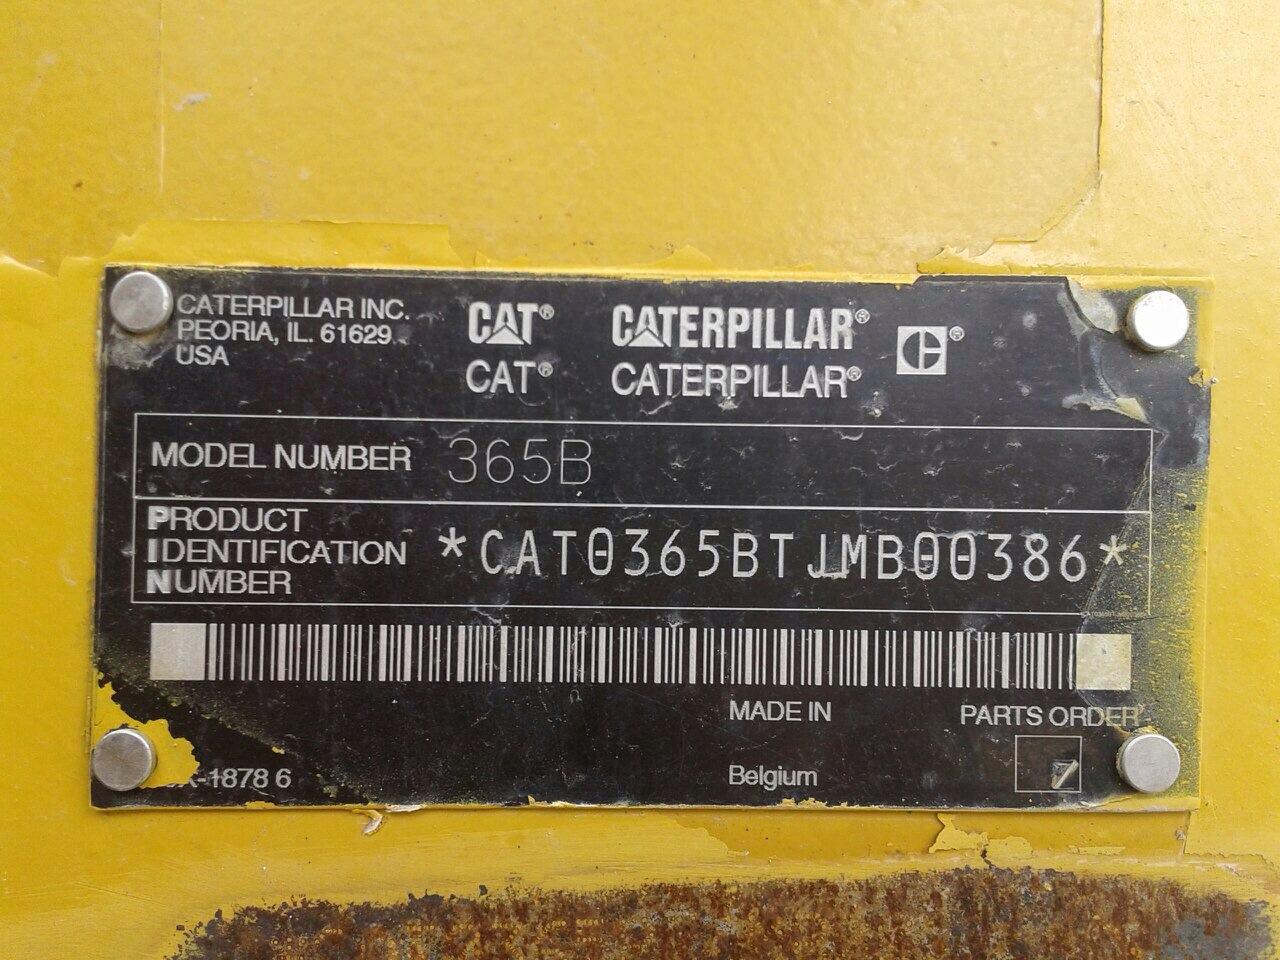 CATERPILLAR INC.
PEORIA, IL. 61629
USA
CAT® CATERPILLAR®
CAT® CATERPILLAR®
MODEL NUMBER 365B
PRODUCT
IDENTIFICATION
NUMBER
*CAT0365BTJMB00386*
MADE IN
Belgium
PARTS ORDER
-1878 6